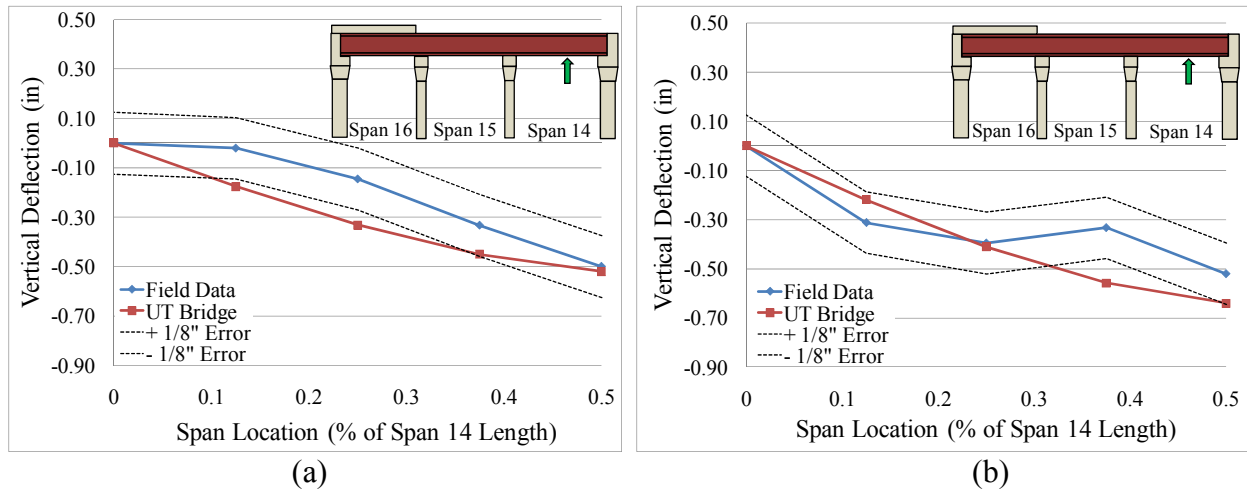 0.50
0.30
0.10
-0.10
-0.30
-0.50
-0.70
-0.90
Vertical Deflection (in)
Span 16
Span 15
Span 14
Field Data
UT Bridge
+ 1/8" Error
- 1/8" Error
0
0.1
0.2
0.3
0.4
0.5
Span Location (% of Span 14 Length)
(a)
0.50
0.30
0.10
-0.10
-0.30
-0.50
-0.70
-0.90
Vertical Deflection (in)
Span 16
Span 15
Span 14
Field Data
UT Bridge
+ 1/8" Error
- 1/8" Error
0
0.1
0.2
0.3
0.4
0.5
Span Location (% of Span 14 Length)
(b)